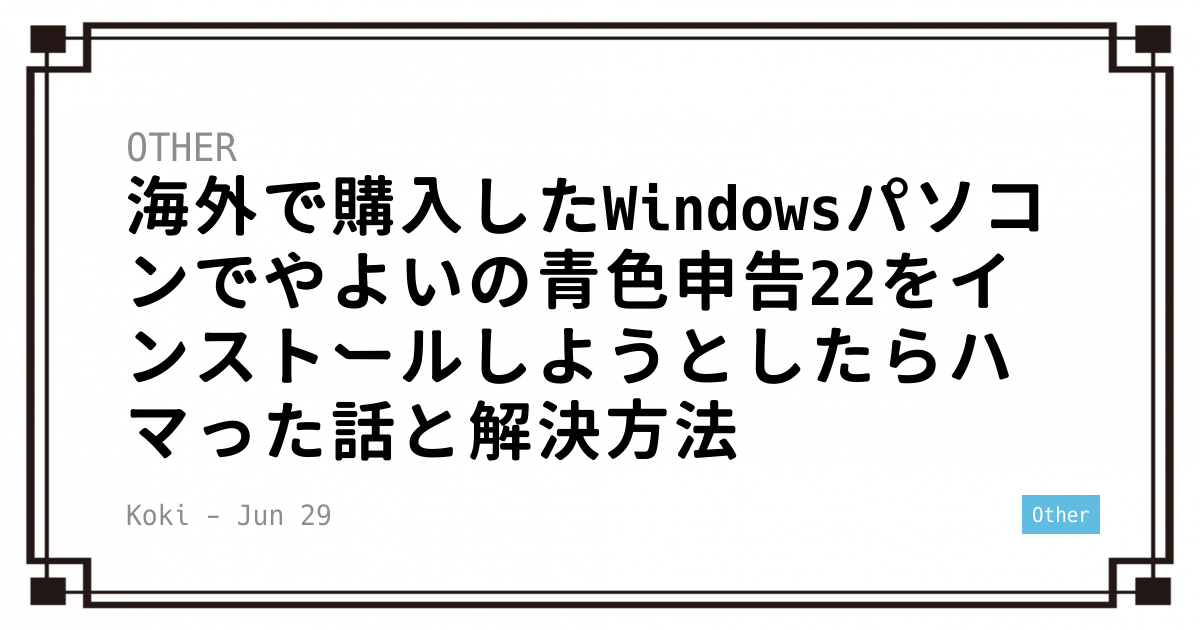 OTHER
海外で購入したWindowsパソコ
ンでやよいの青色申告22をイ
ンストールしようとしたらハ
マった話と解決方法
Koki - Jun 29
Other